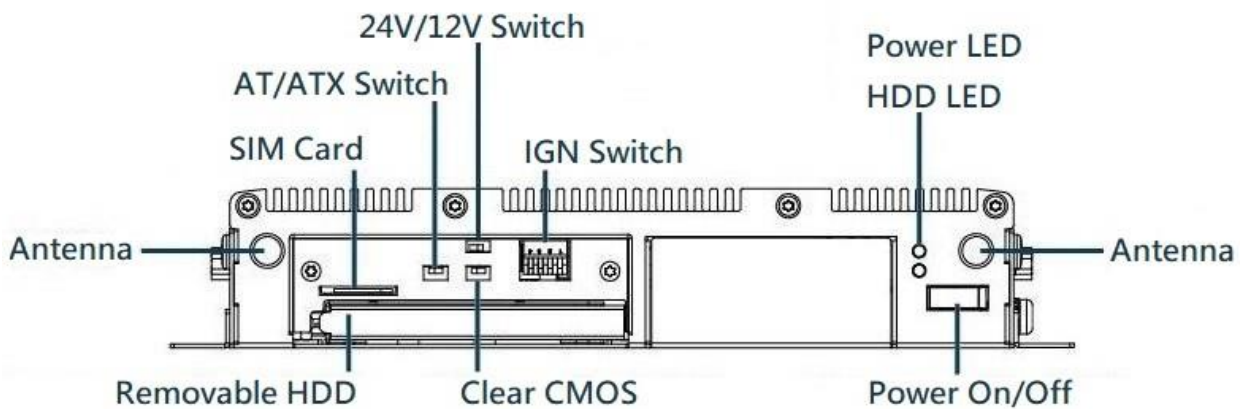 24V/12V Switch
Power LED
AT/ATX Switch
HDD LED
SIM Card
IGN Switch
Antenna
Antenna
Removable HDD
Clear CMOS
Power On/Off